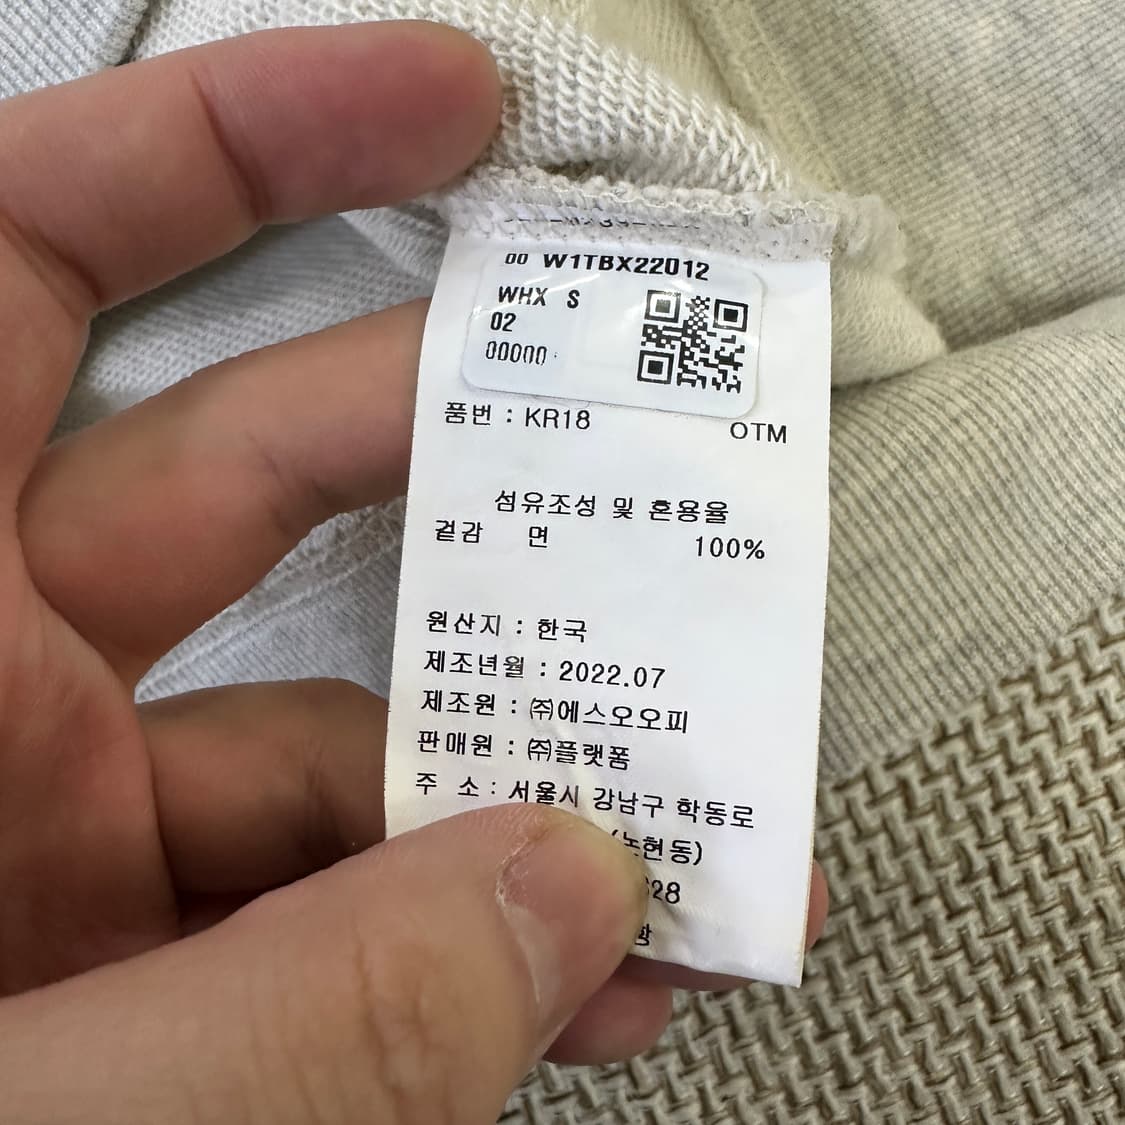 00 W1TBX22012
WHX S
02
00000
품번 : KR18
OTM
섬유조성 및 혼용율
겉감 면 100%
원산지 : 한국
제조년월 : 2022.07
제조원 : ㈜에스오오피
판매원 : ㈜플랫폼
주 소 : 서울시 강남구 학동로
(논현동)